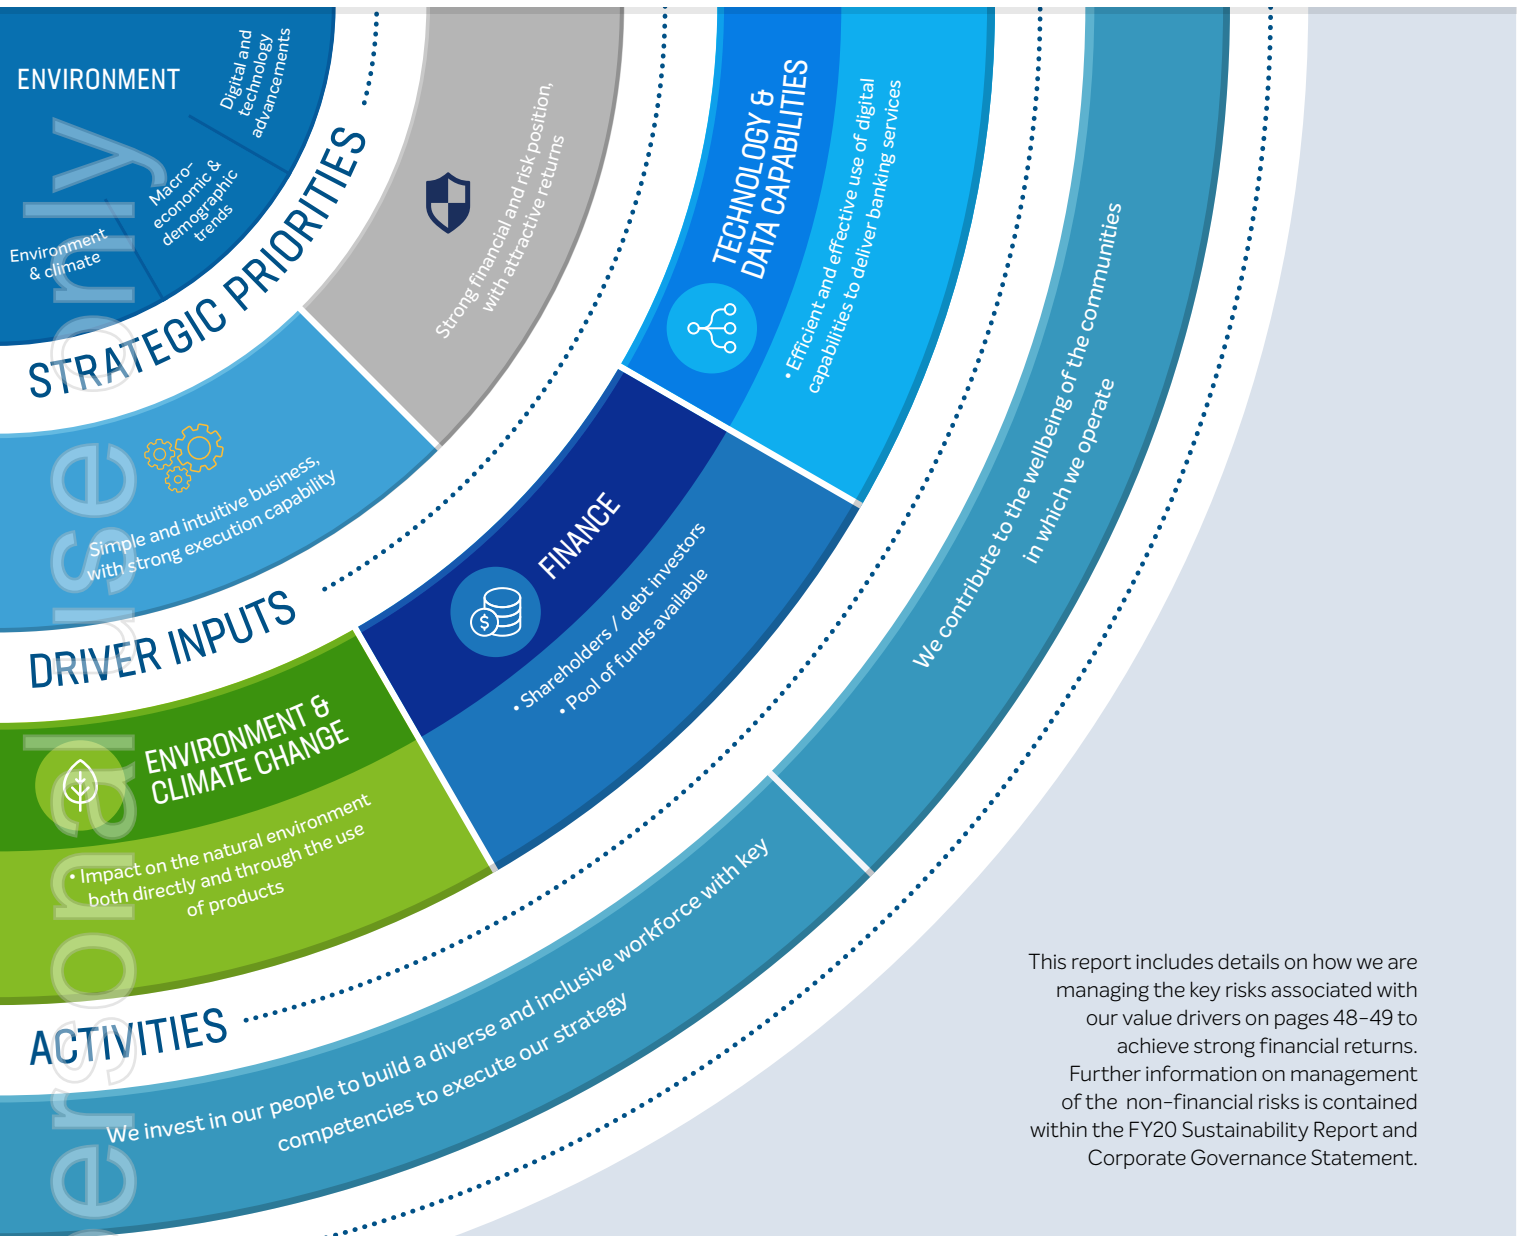 ENVIRONMENT
Digital and
technology
advancements
Macro-
economic &
demographic
trends
Environment
& climate
STRATEGIC PRIORITIES
Strong financial and risk position,
with attractive returns
Simple and intuitive business,
with strong execution capability
DRIVER INPUTS
TECHNOLOGY &
DATA CAPABILITIES
• Efficient and effective use of digital
capabilities to deliver banking services
FINANCE
• Shareholders / debt investors
• Pool of funds available
ENVIRONMENT &
CLIMATE CHANGE
• Impact on the natural environment
both directly and through the use
of products
ACTIVITIES
We contribute to the wellbeing of the communities
in which we operate
We invest in our people to build a diverse and inclusive workforce with key
competencies to execute our strategy
This report includes details on how we are
managing the key risks associated with
our value drivers on pages 48–49 to
achieve strong financial returns.
Further information on management
of the non–financial risks is contained
within the FY20 Sustainability Report and
Corporate Governance Statement.
ersonal use only